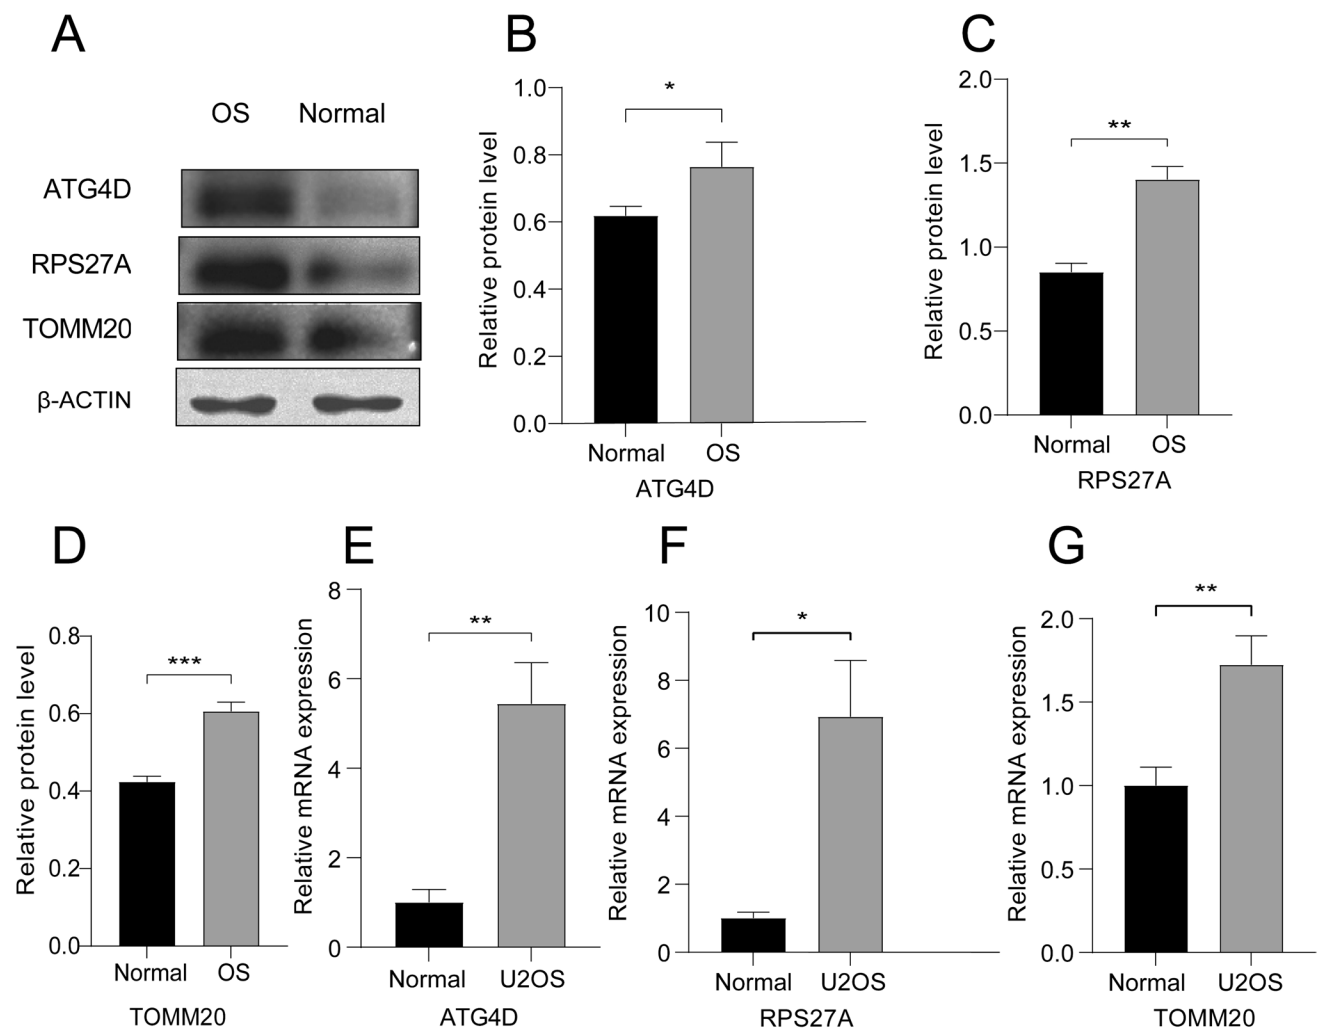 A
OS Normal
ATG4D
RPS27A
TOMM20
β-ACTIN
B
Relative protein level
1.0
0.8
0.6
0.4
0.2
0.0
*
Normal OS
ATG4D
C
Relative protein level
2.0
1.5
1.0
0.5
0.0
**
Normal OS
RPS27A
D
Relative protein level
0.8
0.6
0.4
0.2
0.0
***
Normal OS
TOMM20
E
Relative mRNA expression
8
6
4
2
0
**
Normal U2OS
ATG4D
F
Relative mRNA expression
10
8
6
4
2
0
*
Normal U2OS
RPS27A
G
Relative mRNA expression
2.0
1.5
1.0
0.5
0.0
**
Normal U2OS
TOMM20